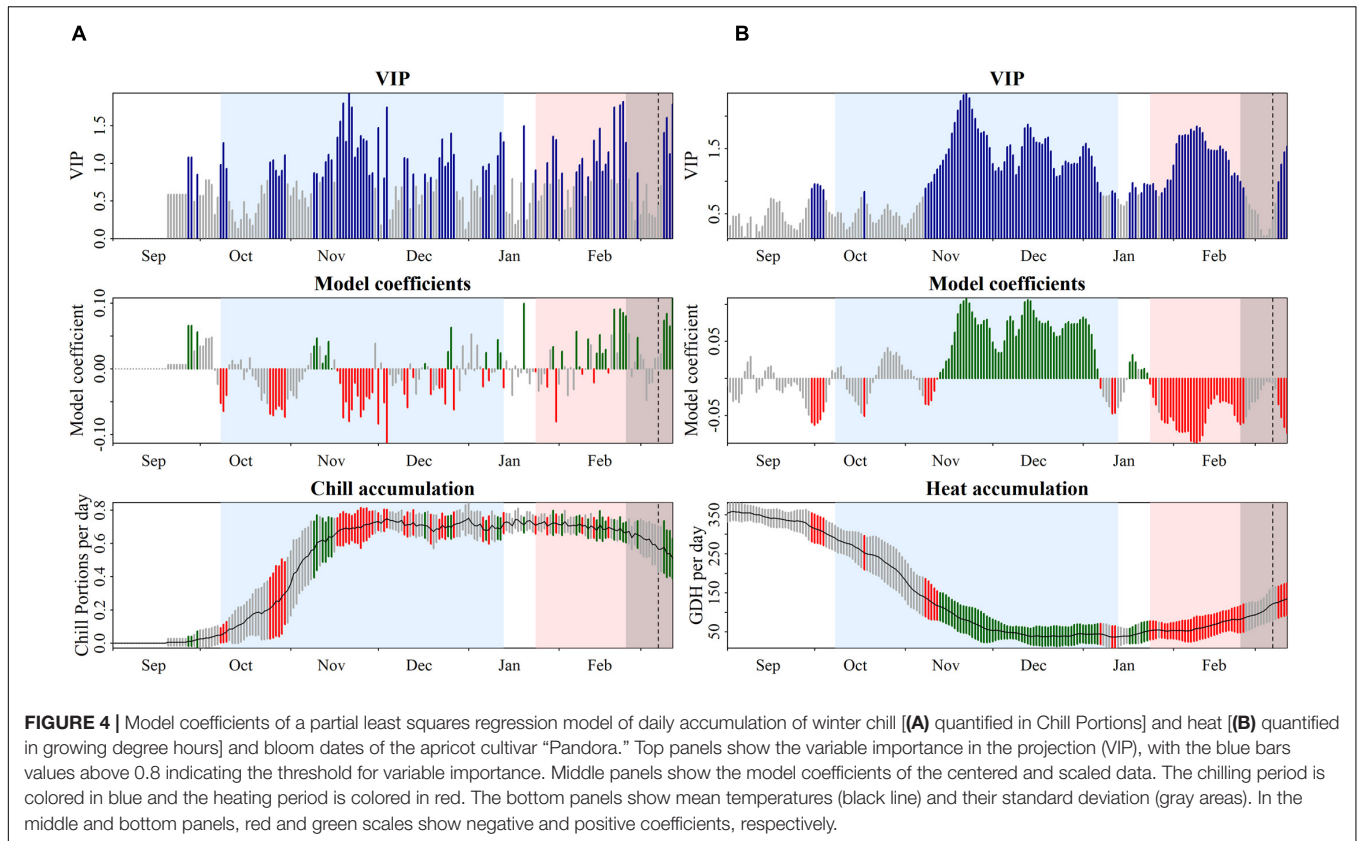 A
B
VIP
VIP
VIP
0.0 0.5 1.0 1.5
Sep Oct Nov Dec Jan Feb
VIP
0.5 1.5
Sep Oct Nov Dec Jan Feb
Model coefficients
Model coefficients
Model coefficient
-0.10 0.00 0.10
Sep Oct Nov Dec Jan Feb
Model coefficient
-0.05 0.05
Sep Oct Nov Dec Jan Feb
Chill accumulation
Heat accumulation
Chill Portions per day
0.0 0.2 0.4 0.6 0.8
Sep Oct Nov Dec Jan Feb
GDH per day
50 150 250 350
Sep Oct Nov Dec Jan Feb
FIGURE 4 | Model coefficients of a partial least squares regression model of daily accumulation of winter chill [(A) quantified in Chill Portions] and heat [(B) quantified
in growing degree hours] and bloom dates of the apricot cultivar “Pandora.” Top panels show the variable importance in the projection (VIP), with the blue bars
values above 0.8 indicating the threshold for variable importance. Middle panels show the model coefficients of the centered and scaled data. The chilling period is
colored in blue and the heating period is colored in red. The bottom panels show mean temperatures (black line) and their standard deviation (gray areas). In the
middle and bottom panels, red and green scales show negative and positive coefficients, respectively.